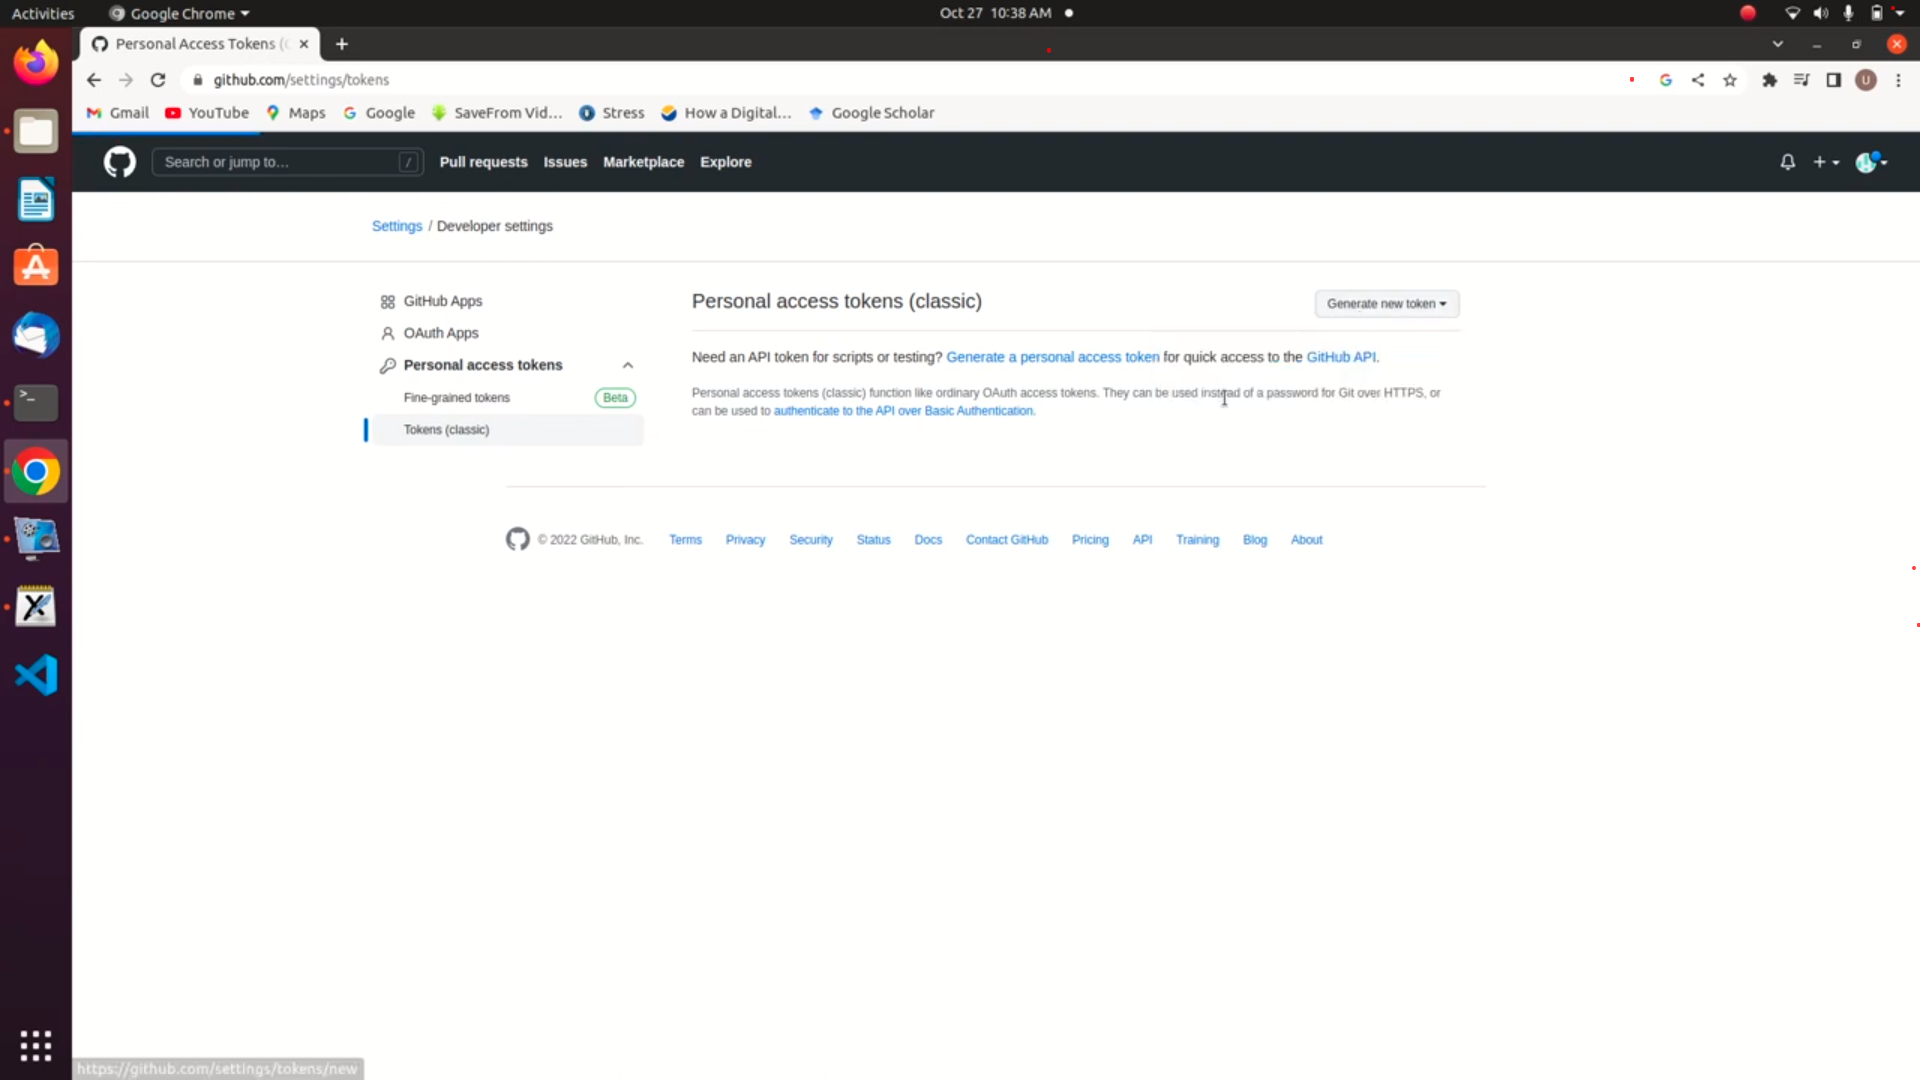 Activities
Google Chrome
Oct 27 10:38 AM
Personal Access Tokens (
github.com/settings/tokens
U
Gmail
YouTube
Maps
Google
SaveFrom Vid...
Stress
How a Digital...
Google Scholar
Search or jump to...
/
Pull requests
Issues
Marketplace
Explore
Settings / Developer settings
GitHub Apps
OAuth Apps
Personal access tokens
Fine-grained tokens
Beta
Tokens (classic)
Personal access tokens (classic)
Generate new token
Need an API token for scripts or testing? Generate a personal access token for quick access to the GitHub API.
Personal access tokens (classic) function like ordinary OAuth access tokens. They can be used instead of a password for Git over HTTPS, or
can be used to authenticate to the API over Basic Authentication.
© 2022 GitHub, Inc.
Terms
Privacy
Security
Status
Docs
Contact GitHub
Pricing
API
Training
Blog
About
https://github.com/settings/tokens/new